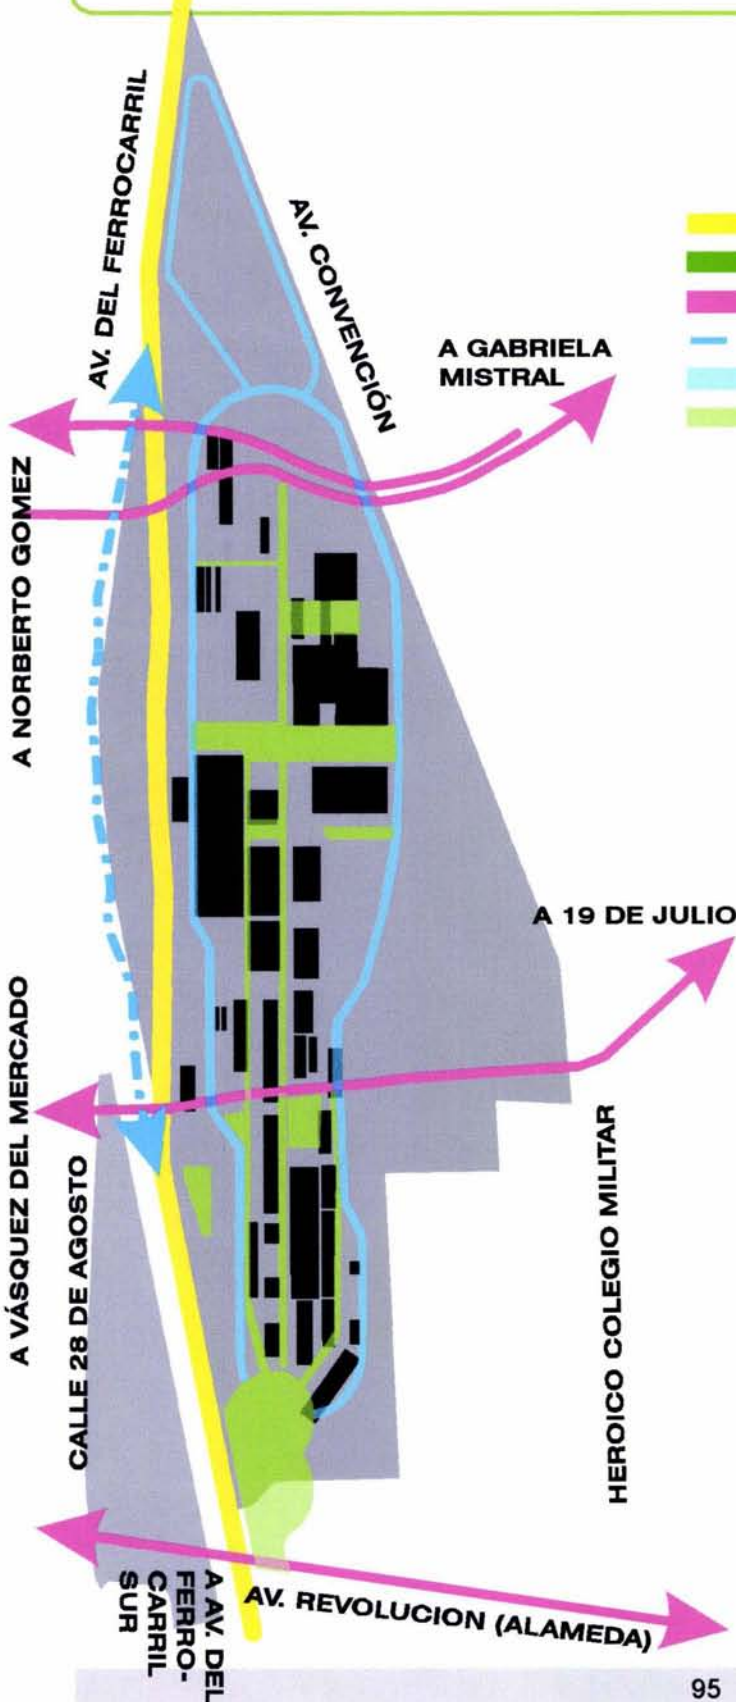 AV. DEL FERROCARRIL
AV. CONVENCIÓN
A GABRIELA
MISTRAL
A NORBERTO GOMEZ
A 19 DE JULIO
A VÁSQUEZ DEL MERCADO
CALLE 28 DE AGOSTO
HEROICO COLEGIO MILITAR
A AV. DEL
FERRO-
CARRIL
SUR
AV. REVOLUCION (ALAMEDA)
95